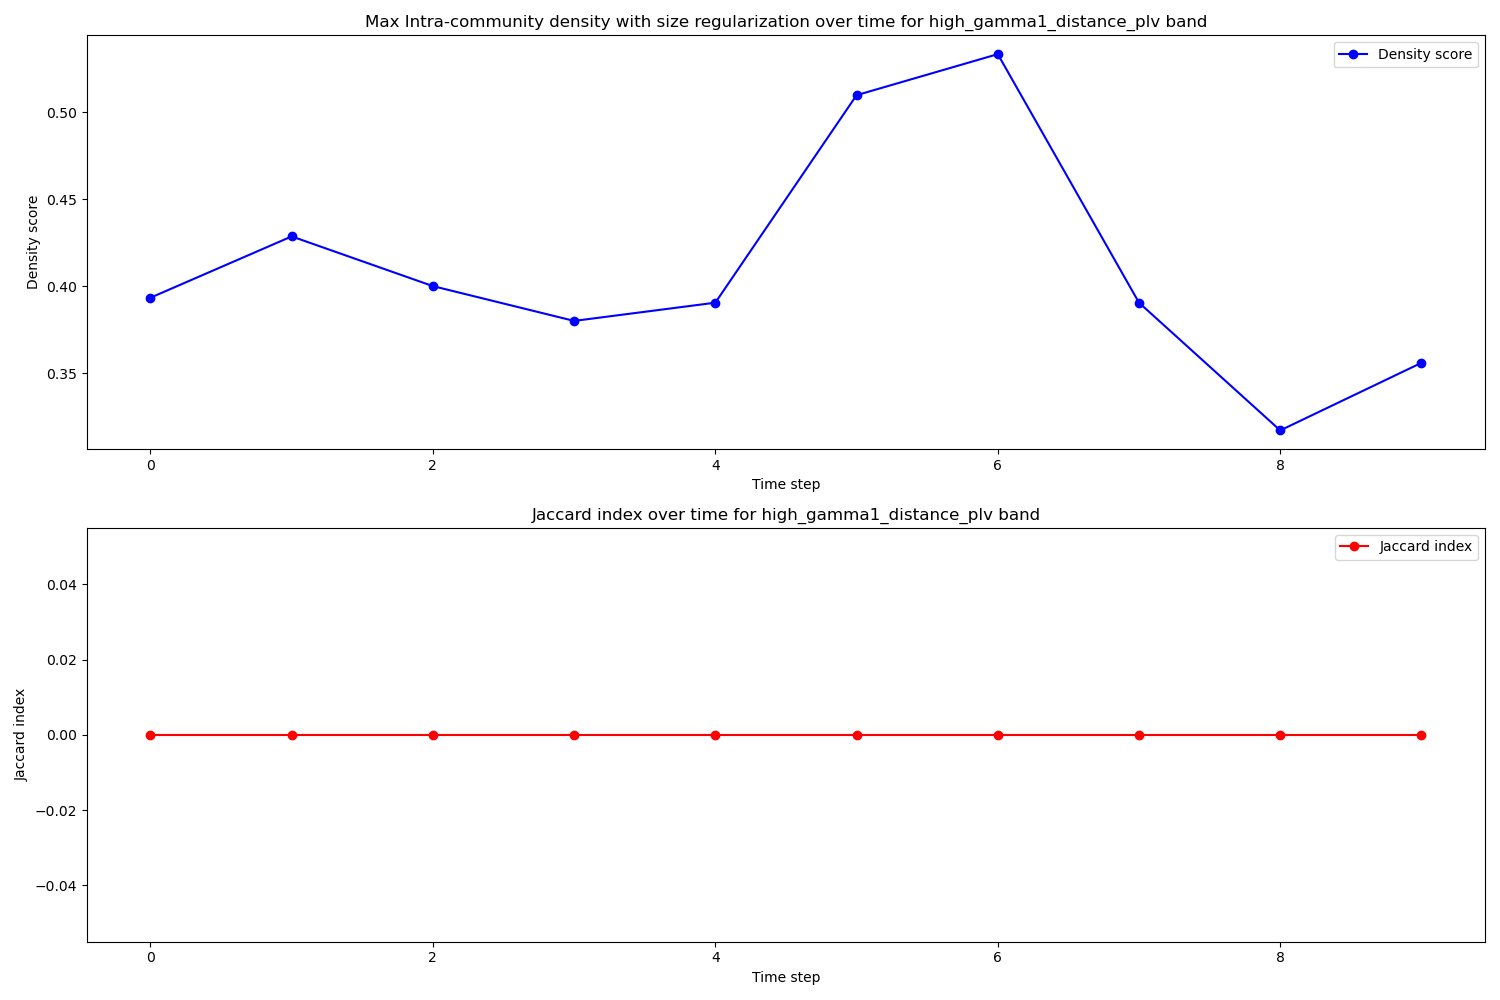 Max Intra-community density with size regularization over time for high_gamma1_distance_plv band
Density score
Density score
0.50
0.45
0.40
0.35
0
2
4
6
8
Time step
Jaccard index over time for high_gamma1_distance_plv band
Jaccard index
Jaccard index
0.04
0.02
0.00
−0.02
−0.04
0
2
4
6
8
Time step